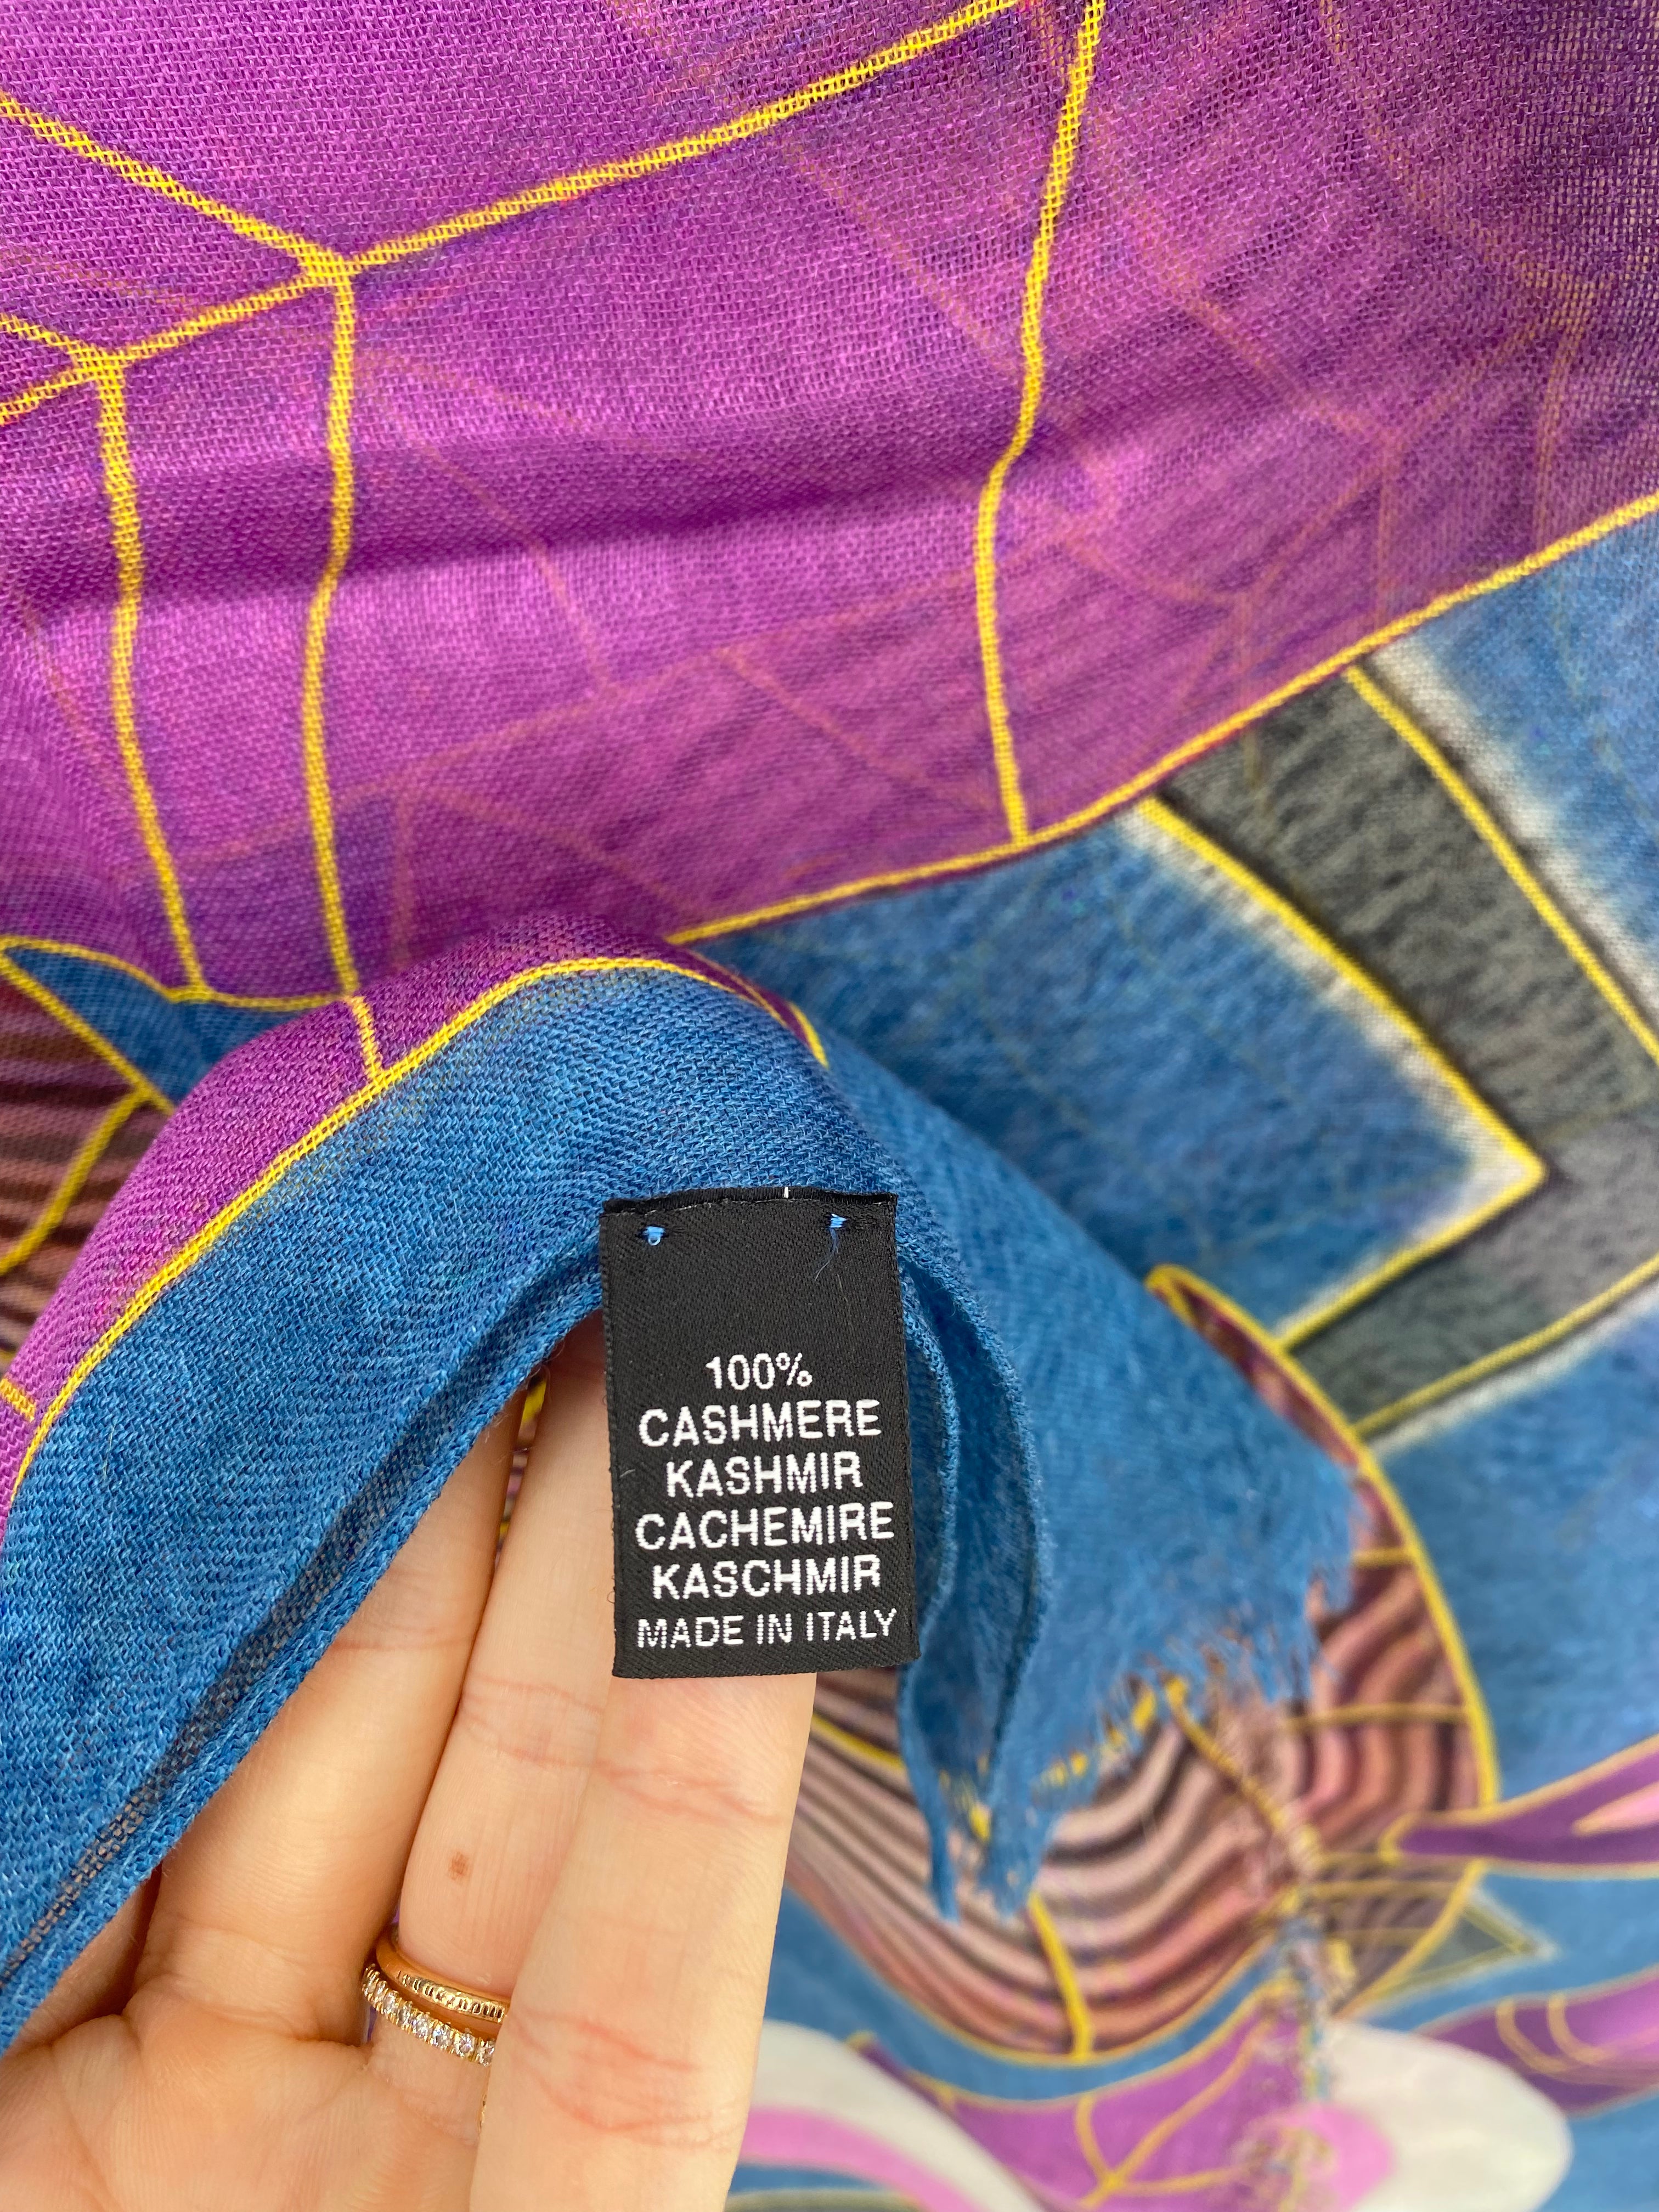 100%
CASHMERE
KASHMIR
CACHEMIRE
KASCHMIR
MADE IN ITALY